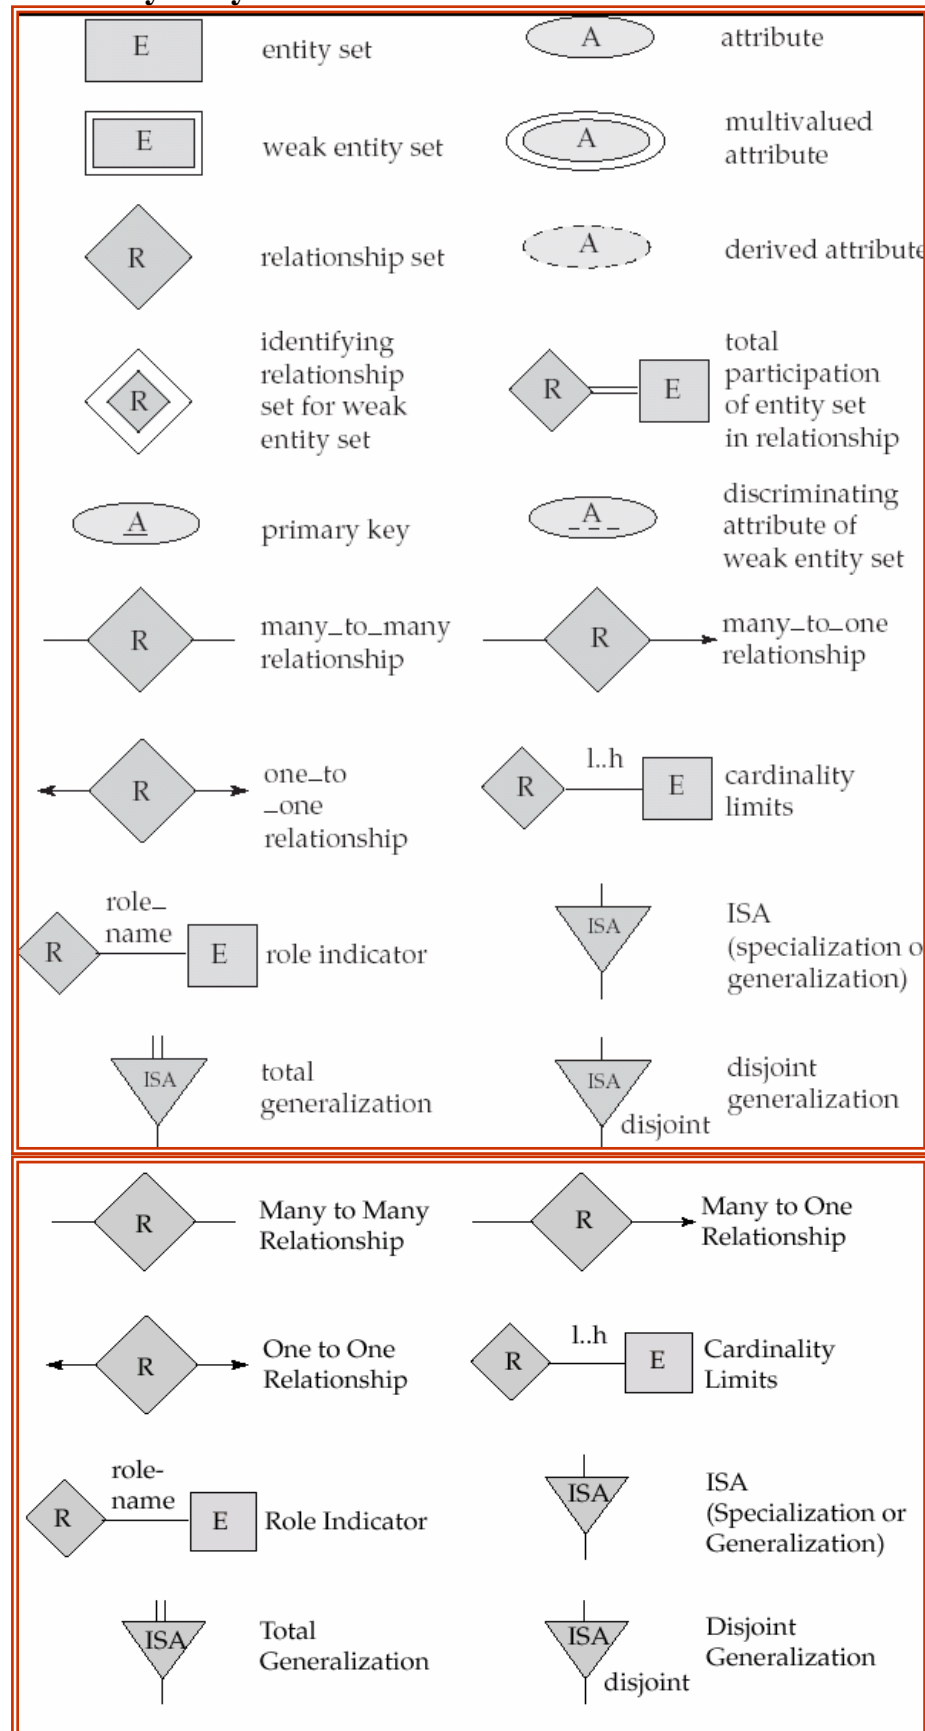 E
entity set
A
attribute
E
weak entity set
A
multivalued
attribute
R
relationship set
A
derived attribute
R
identifying
relationship
set for weak
entity set
R
E
total
participation
of entity set
in relationship
A
primary key
A
discriminating
attribute of
weak entity set
R
many_to_many
relationship
R
many_to_one
relationship
R
one_to
_one
relationship
R
l..h
E
cardinality
limits
R
role_
name
E
role indicator
ISA
ISA
(specialization o
generalization)
ISA
total
generalization
ISA
disjoint
disjoint
generalization
R
Many to Many
Relationship
R
Many to One
Relationship
R
One to One
Relationship
R
l..h
E
Cardinality
Limits
R
role-
name
E
Role Indicator
ISA
ISA
(Specialization or
Generalization)
ISA
Total
Generalization
ISA
disjoint
Disjoint
Generalization